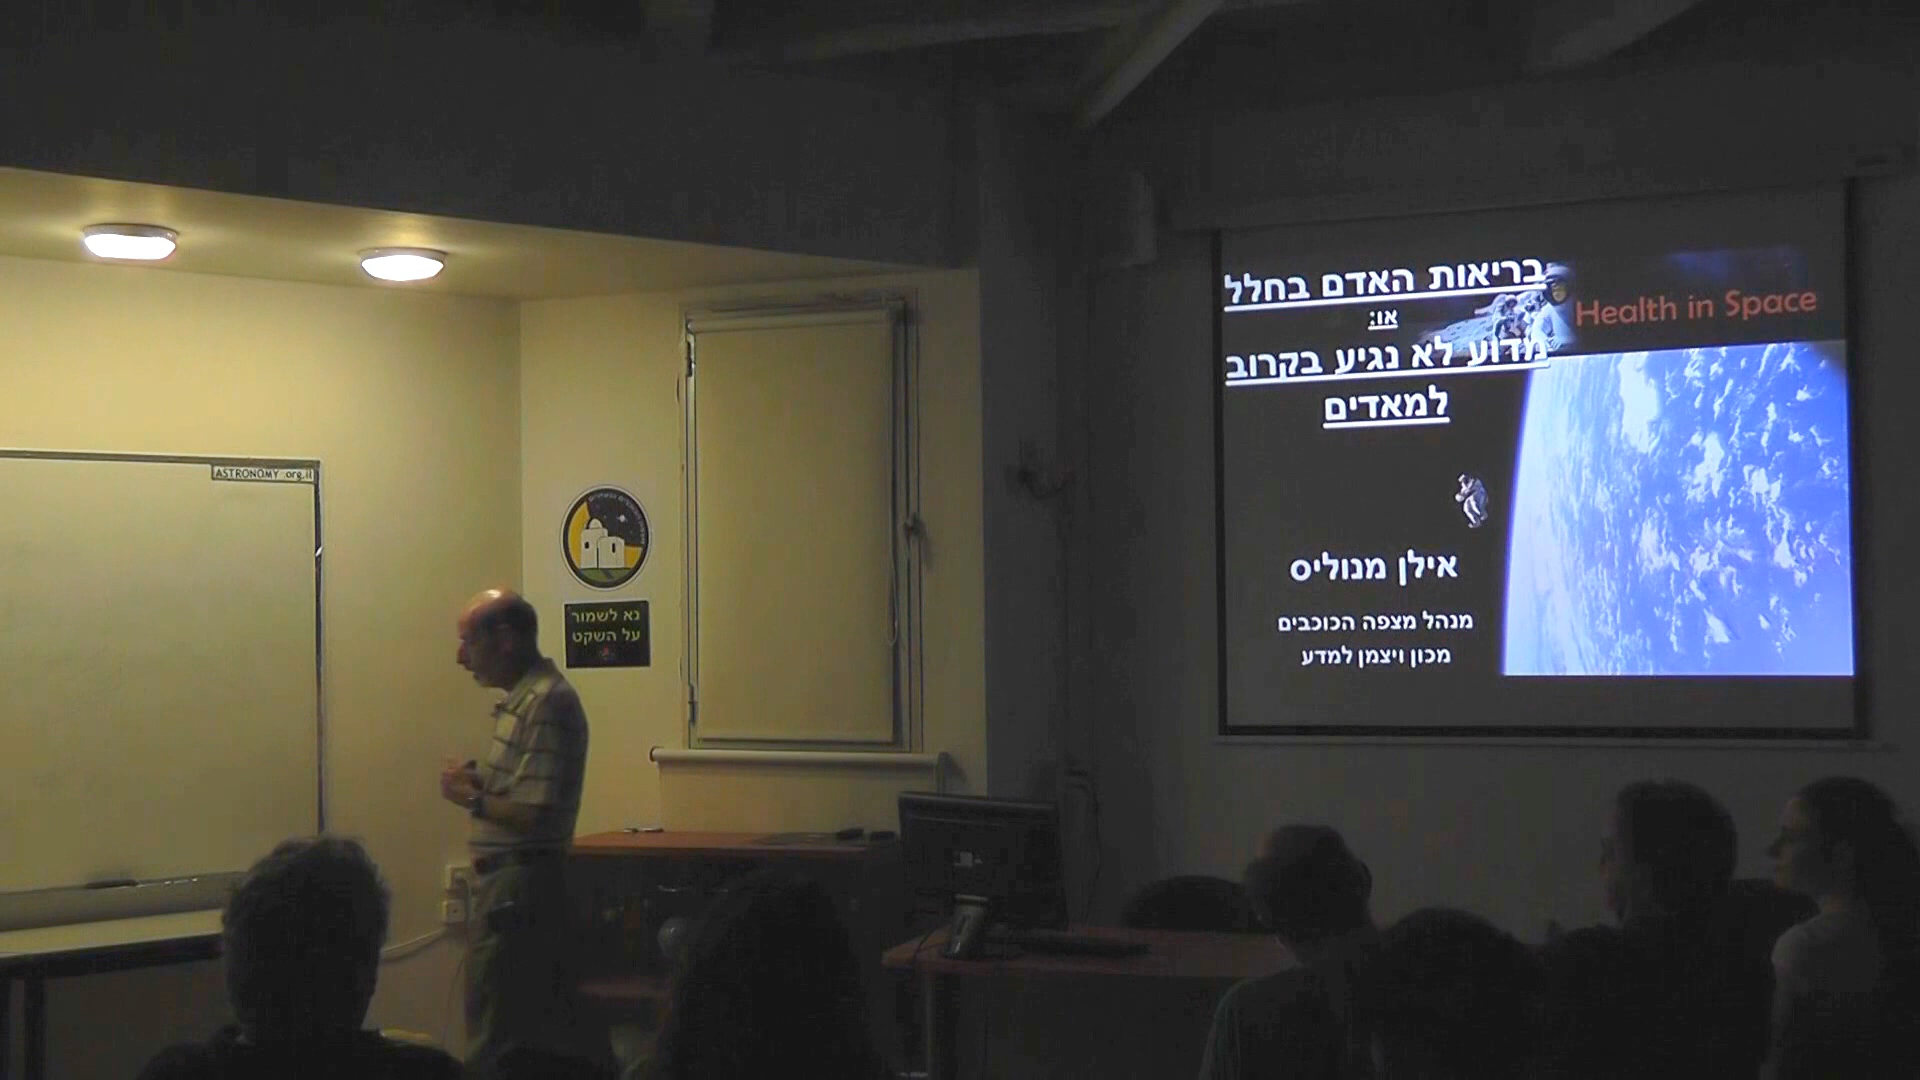 בריאות האדם בחלל
או:
מדוע לא נגיע בקרוב
למאדים
Health in Space
אילן מנוליס
מנהל מצפה הכוכבים
מכון ויצמן למדע
ASTRONOMY.org.il
נא לשמור
על השקט